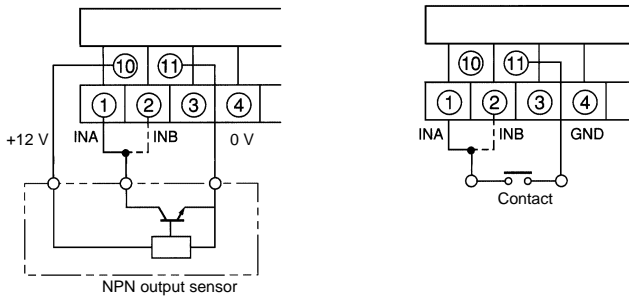 10 11
1 2 3 4
+12 V INA INB 0 V
NPN output sensor
10 11
1 2 3 4
INA INB GND
Contact